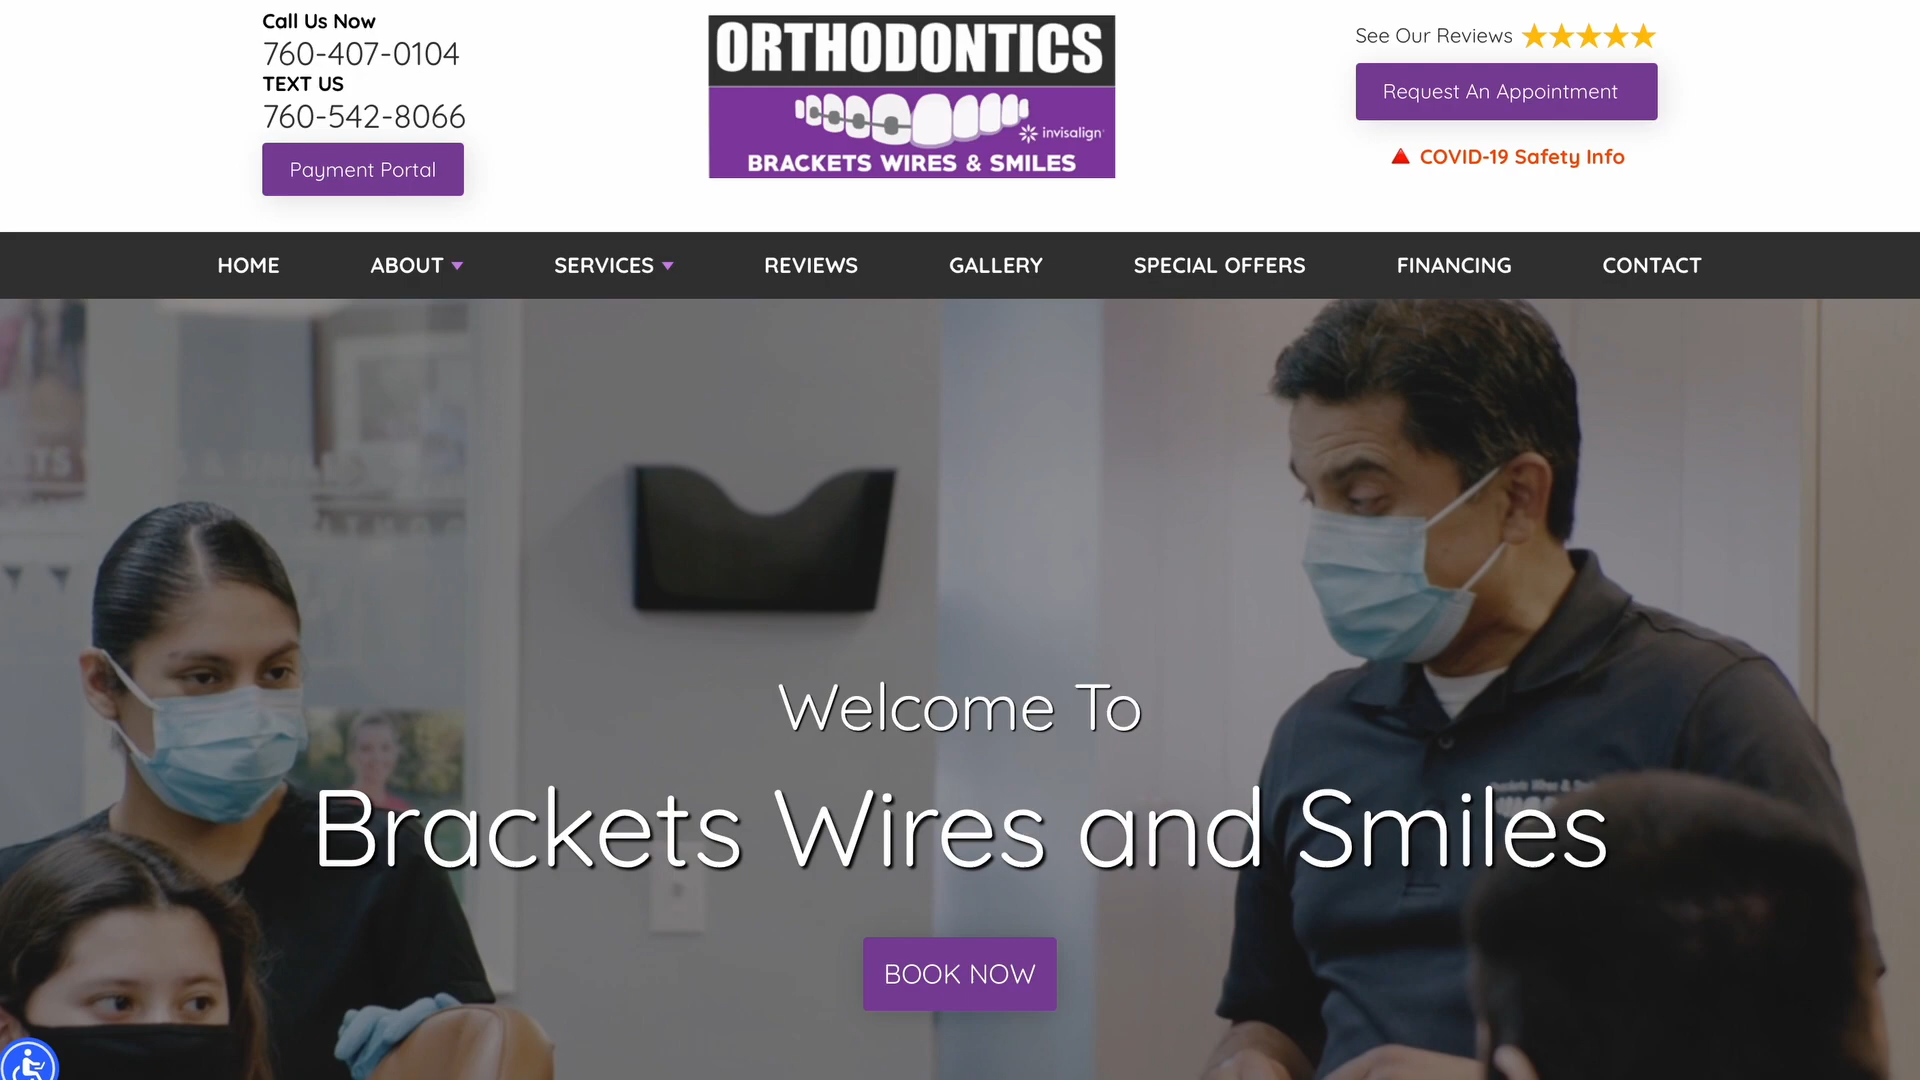 Call Us Now
760-407-0104
TEXT US
760-542-8066
Payment Portal
ORTHODONTICS
invisalign
BRACKETS WIRES & SMILES
See Our Reviews
Request An Appointment
COVID-19 Safety Info
HOME
ABOUT
SERVICES
REVIEWS
GALLERY
SPECIAL OFFERS
FINANCING
CONTACT
Welcome To
Brackets Wires and Smiles
BOOK NOW